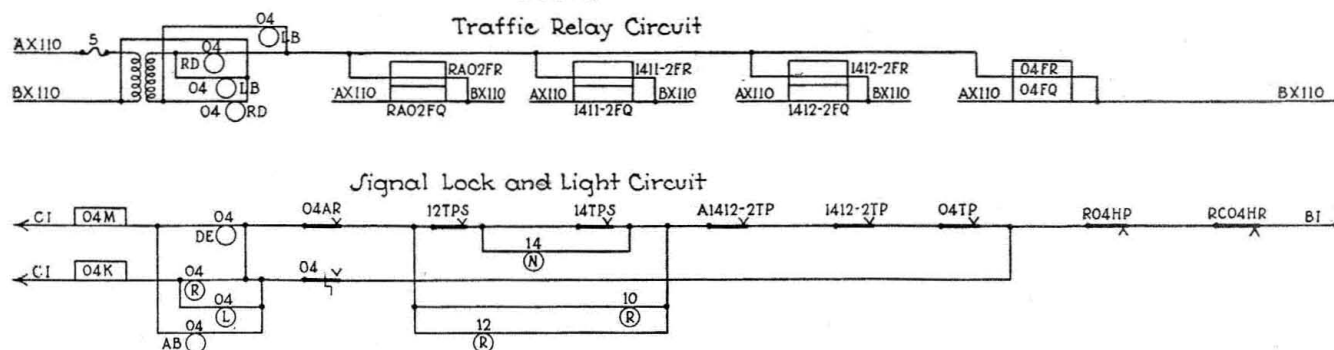 Traffic Relay Circuit
AX110 5 04 LB
04 RD
04 LB
BX110 04 RD
RA02FR 1411-2FR 1412-2FR 04FR
AX110 BX110 AX110 BX110 AX110 BX110 AX110 04FQ BX110
RA02FQ 1411-2FQ 1412-2FQ
Signal Lock and Light Circuit
CI 04M 04 04AR 12TPS 14TPS A1412-2TP 1412-2TP 04TP R04HP RC04HR BI
DE
14
N
CI 04K 04 04
R
04 10
L R
04 12
AB R